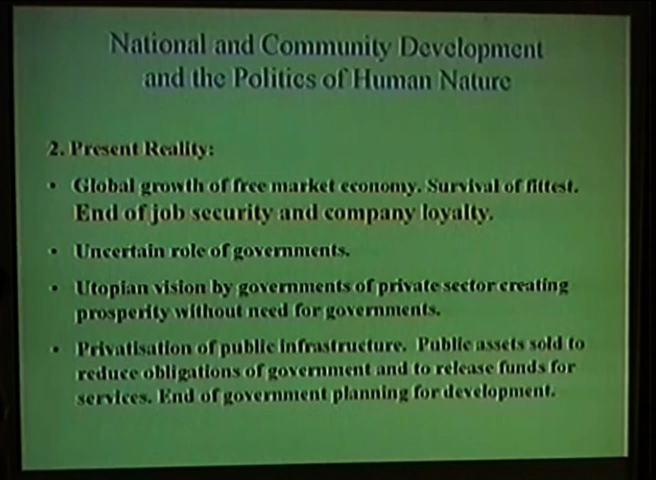 National and Community Development
and the Politics of Human Nature
2. Present Reality:
• Global growth of free market economy. Survival of fittest.
End of job security and company loyalty.
• Uncertain role of governments.
• Utopian vision by governments of private sector creating
prosperity without need for governments.
• Privatisation of public infrastructure. Public assets sold to
reduce obligations of government and to release funds for
services. End of government planning for development.